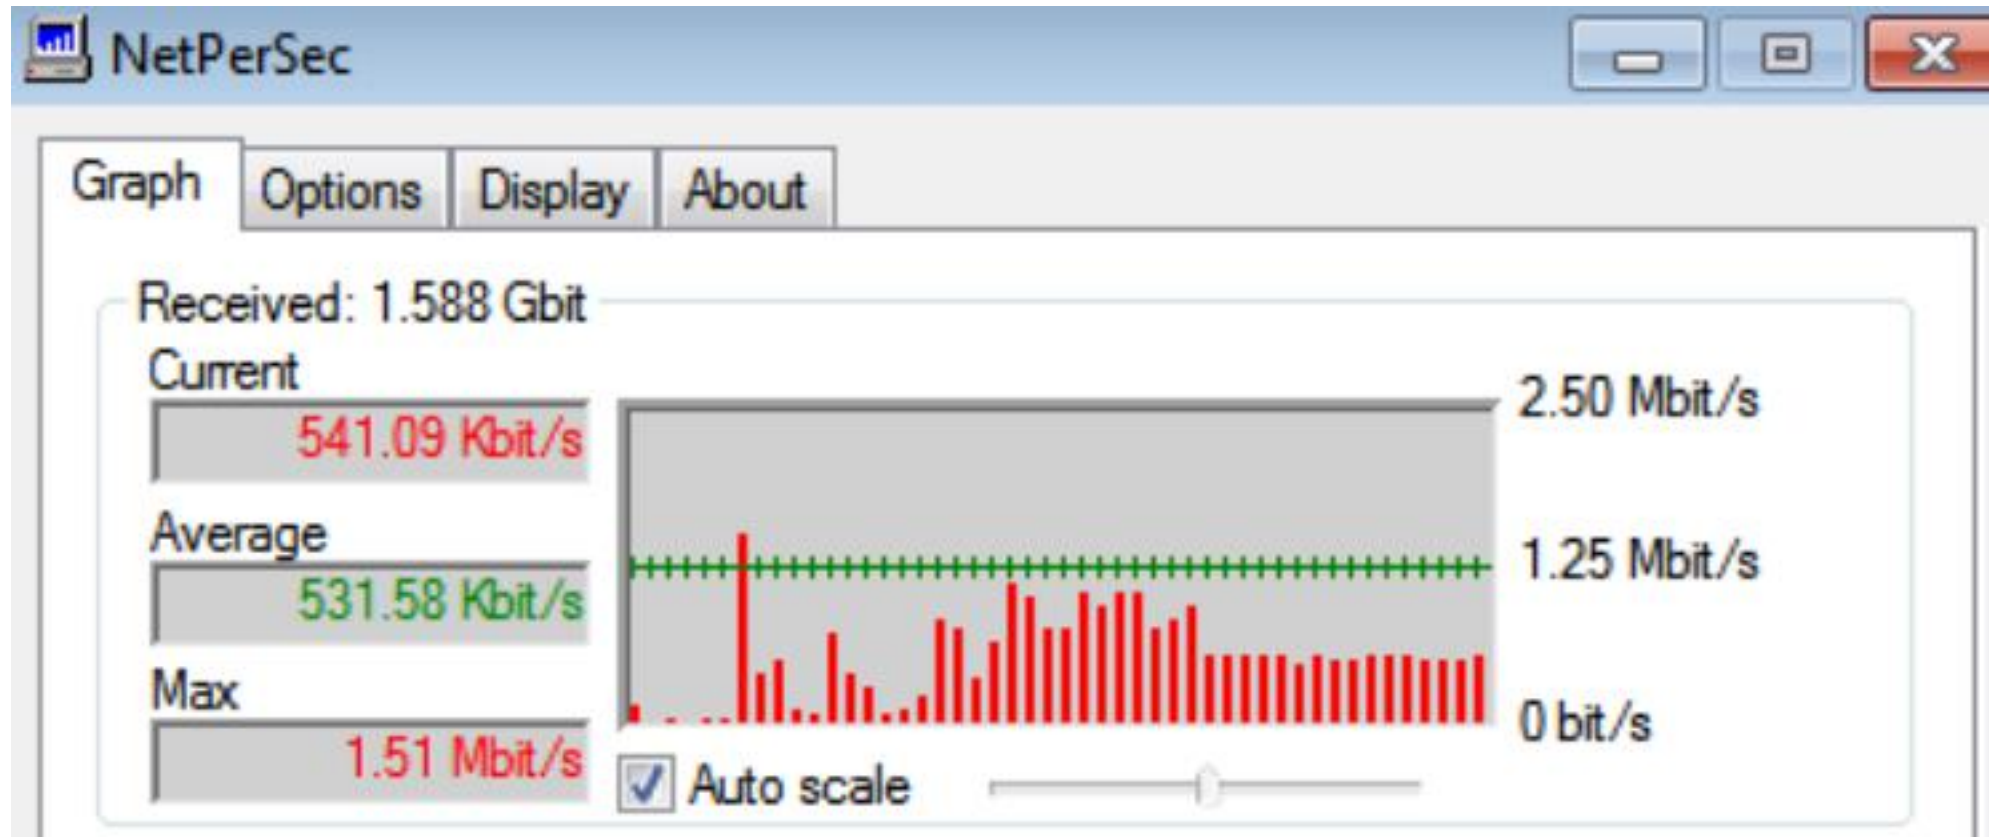 NetPerSec
Graph Options Display About
Received: 1.588 Gbit
Current
541.09 Kbit/s
Average
531.58 Kbit/s
Max
1.51 Mbit/s
2.50 Mbit/s
1.25 Mbit/s
0 bit/s
Auto scale